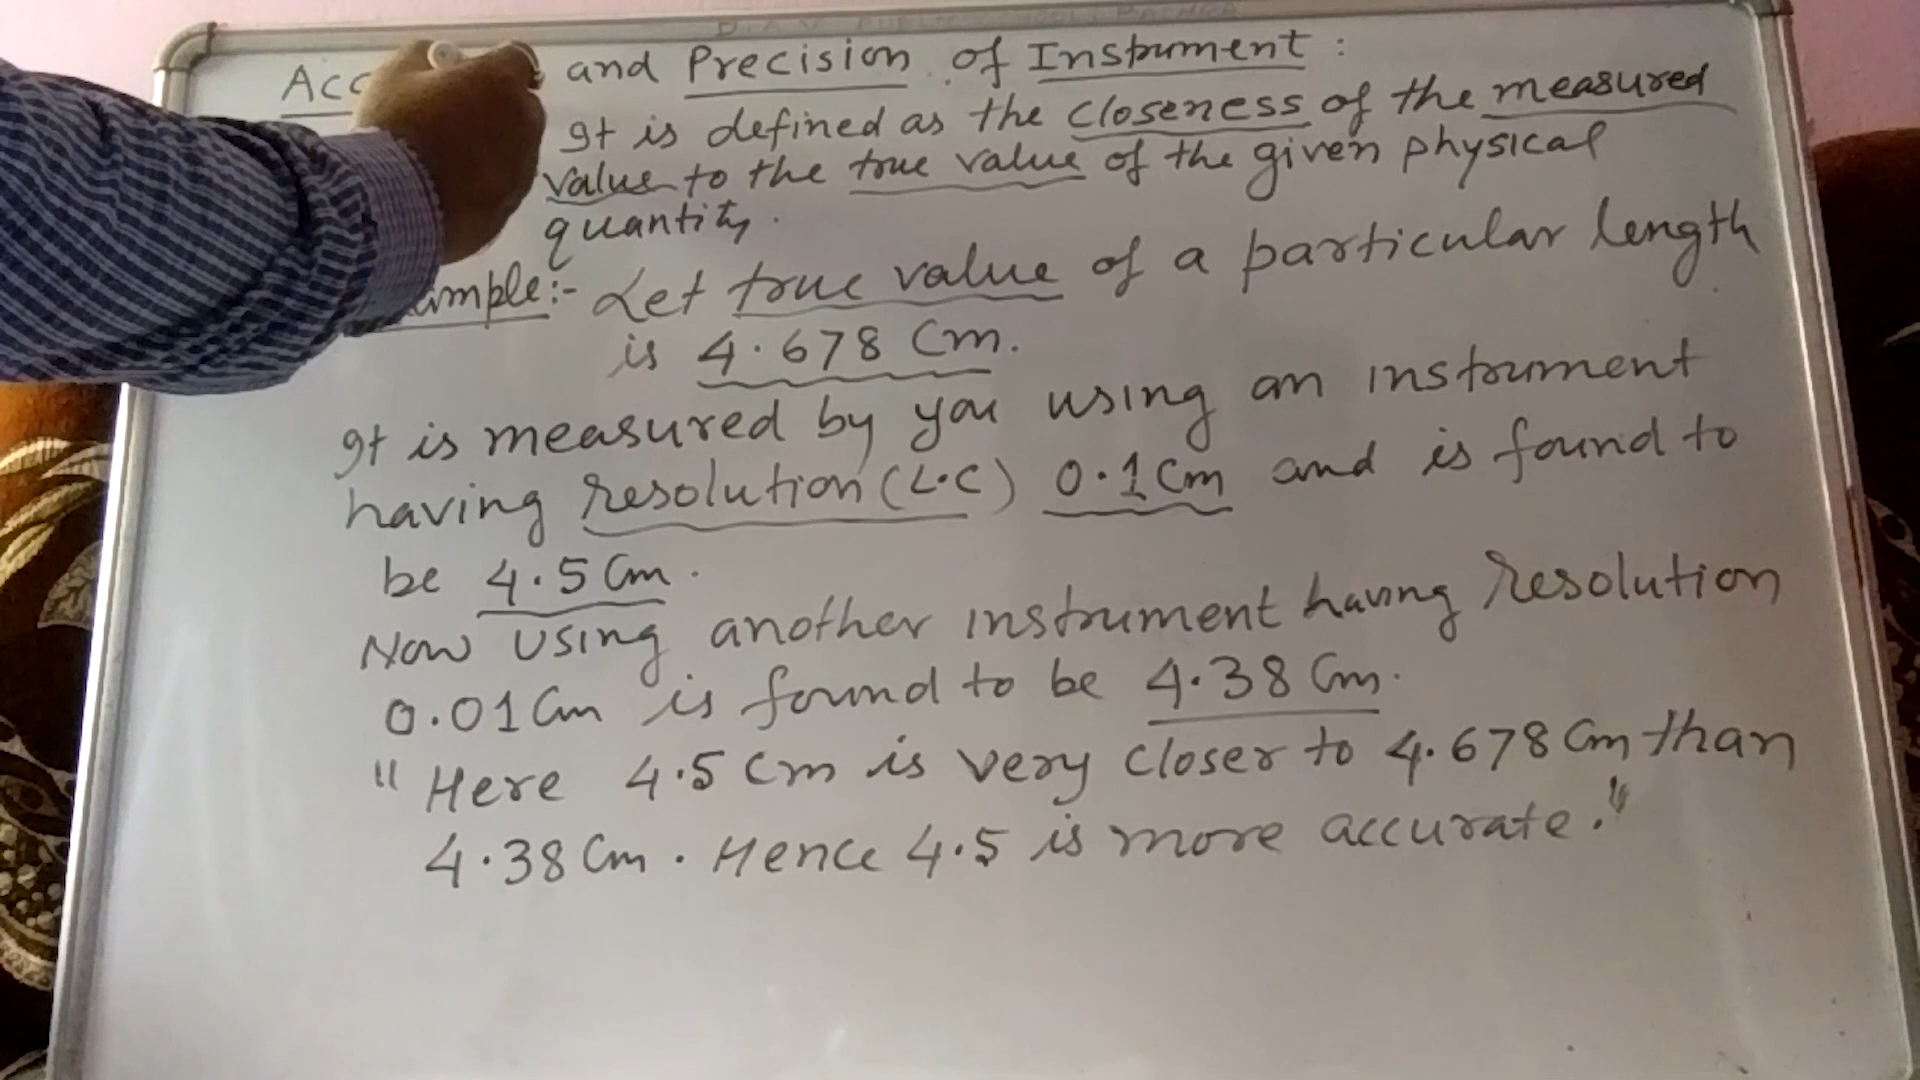 Acc and Precision of Instrument :
It is defined as the closeness of the measured
value to the true value of the given physical
quantity.
ample:- Let true value of a particular length
is 4.678 Cm.
It is measured by you using an instrument
having resolution (L.C) 0.1 Cm and is found to
be 4.5 Cm.
Now Using another instrument having resolution
0.01 Cm is found to be 4.38 Cm.
"Here 4.5 Cm is very closer to 4.678 Cm than
4.38 Cm. Hence 4.5 is more accurate."